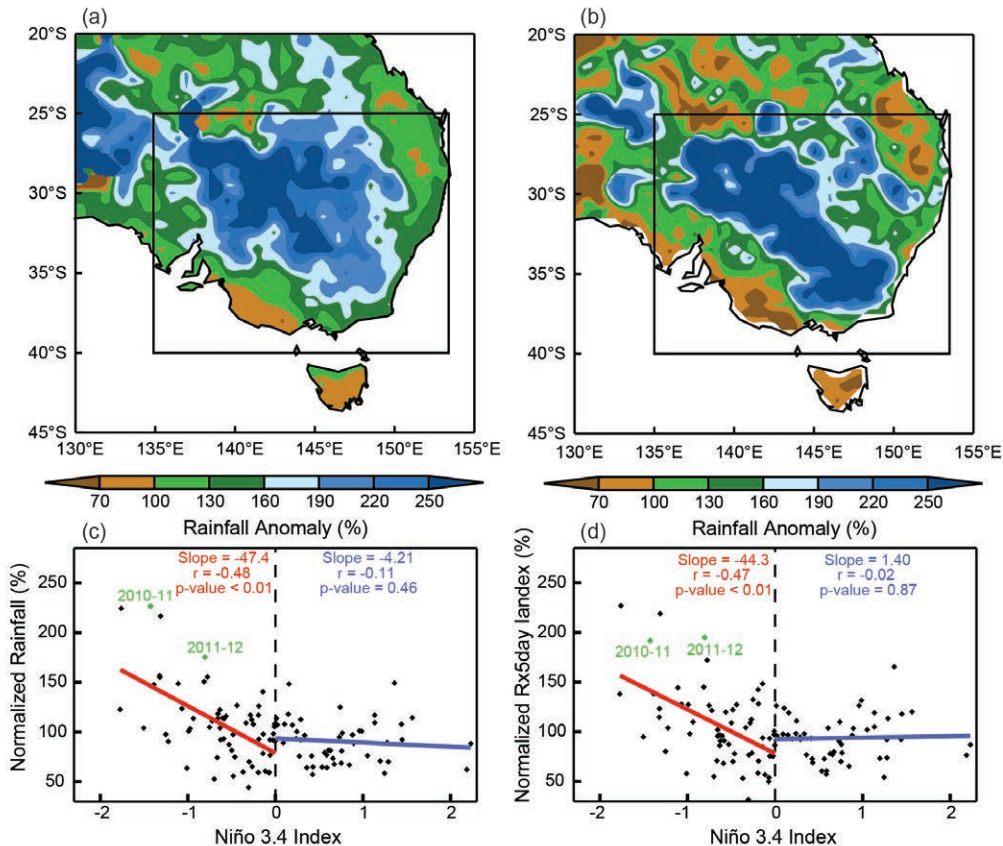 (a)
20°S
25°S
30°S
35°S
40°S
45°S
130°E 135°E 140°E 145°E 150°E 155°E
70 100 130 160 190 220 250
Rainfall Anomaly (%)
(b)
20°S
25°S
30°S
35°S
40°S
45°S
130°E 135°E 140°E 145°E 150°E 155°E
70 100 130 160 190 220 250
Rainfall Anomaly (%)
(c)
Slope = -47.4
r = -0.48
p-value < 0.01
Slope = -4.21
r = -0.11
p-value = 0.46
2010-11
2011-12
Normalized Rainfall (%)
250
200
150
100
50
-2 -1 0 1 2
Niño 3.4 Index
(d)
Slope = -44.3
r = -0.47
p-value < 0.01
Slope = 1.40
r = -0.02
p-value = 0.87
2010-11
2011-12
Normalized Rx5day Iandex (%)
250
200
150
100
50
-2 -1 0 1 2
Niño 3.4 Index